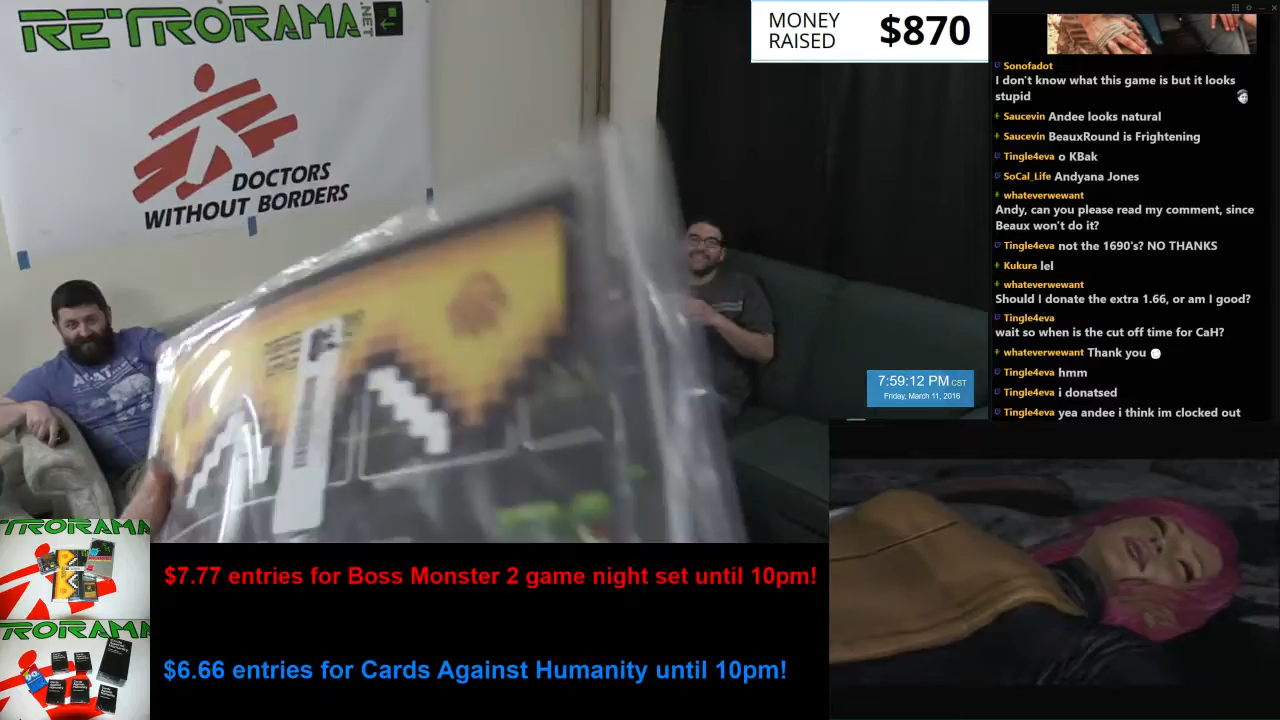 RETRORAMA
.NET
DOCTORS
WITHOUT BORDERS
MONEY
RAISED
$870
7:59:12 PM CST
Friday, March 11, 2016
Sonofadot
I don't know what this game is but it looks
stupid
Saucevin Andee looks natural
Saucevin BeauxRound is Frightening
Tingle4eva o KBak
SoCal_Life Andyana Jones
whateverwewant
Andy, can you please read my comment, since
Beaux won't do it?
Tingle4eva not the 1690's? NO THANKS
Kukura lel
whateverwewant
Should I donate the extra 1.66, or am I good?
Tingle4eva
wait so when is the cut off time for CaH?
whateverwewant Thank you
Tingle4eva hmm
Tingle4eva i donatsed
Tingle4eva yea andee i think im clocked out
$7.77 entries for Boss Monster 2 game night set until 10pm!
$6.66 entries for Cards Against Humanity until 10pm!